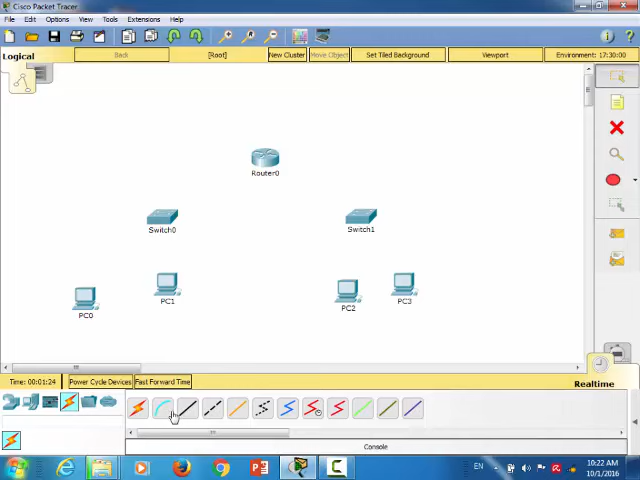 Cisco Packet Tracer
File Edit Options View Tools Extensions Help
Logical Back [Root] New Cluster Move Object Set Tiled Background Viewport Environment: 17:30:00
Router0
Switch0
Switch1
PC0
PC1
PC2
PC3
Time: 00:01:24 Power Cycle Devices Fast Forward Time
Realtime
Console
EN
10:22 AM
10/1/2016